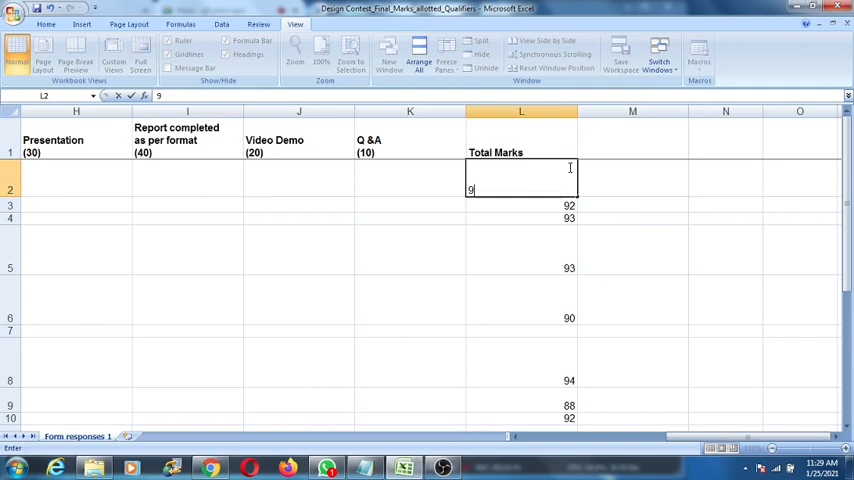 Design Contest_Final_Marks_allotted_Qualifiers - Microsoft Excel
Home Insert Page Layout Formulas Data Review View
Normal Page Layout Page Break Preview Custom Views Full Screen
Workbook Views
Ruler Formula Bar
Gridlines Headings
Message Bar
Show/Hide
Zoom 100% Zoom to Selection
Zoom
New Window Arrange All Freeze Panes
Split View Side by Side
Hide Synchronous Scrolling
Unhide Reset Window Position
Window
Save Workspace Switch Windows
Macros
Macros
L2 fx 9
H I J K L M N O
1 Presentation (30) Report completed as per format (40) Video Demo (20) Q &A (10) Total Marks
2 9
3 92
4 93
5 93
6 90
7
8 94
9 88
10 92
Form responses 1
Enter
11:29 AM
1/25/2021